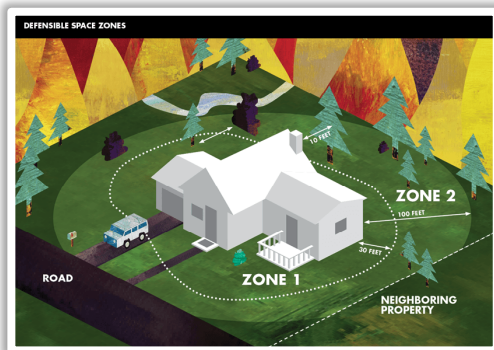 DEFENSIBLE SPACE ZONES
10 FEET
ZONE 2
100 FEET
30 FEET
ZONE 1
ROAD
NEIGHBORING
PROPERTY